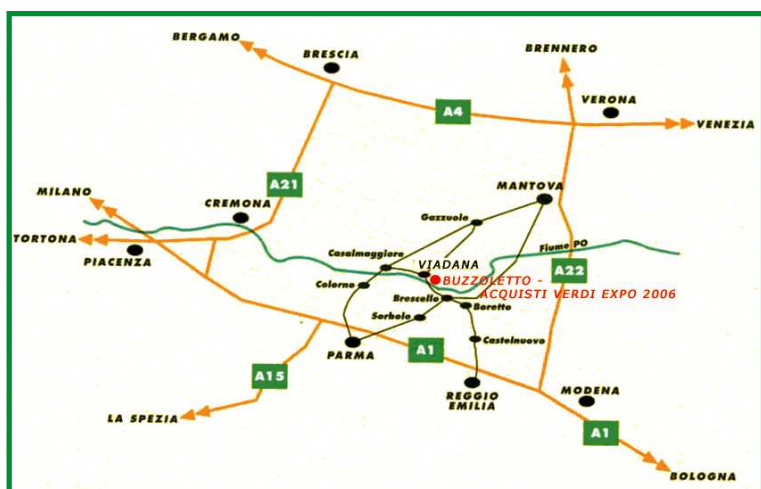 BERGAMO
BRESCIA
BRENNERO
VERONA
A4
VENEZIA
MILANO
A21
CREMONA
MANTOVA
Gazzuolo
TORTONA
PIACENZA
Fiume PO
Casalmaggiore
VIADANA
A22
Colorno
BUZZOLETTO -
ACQUISTI VERDI EXPO 2006
Brescello
Boretto
Sorbolo
PARMA
A1
Castelnuovo
A15
REGGIO
EMILIA
MODENA
LA SPEZIA
A1
BOLOGNA